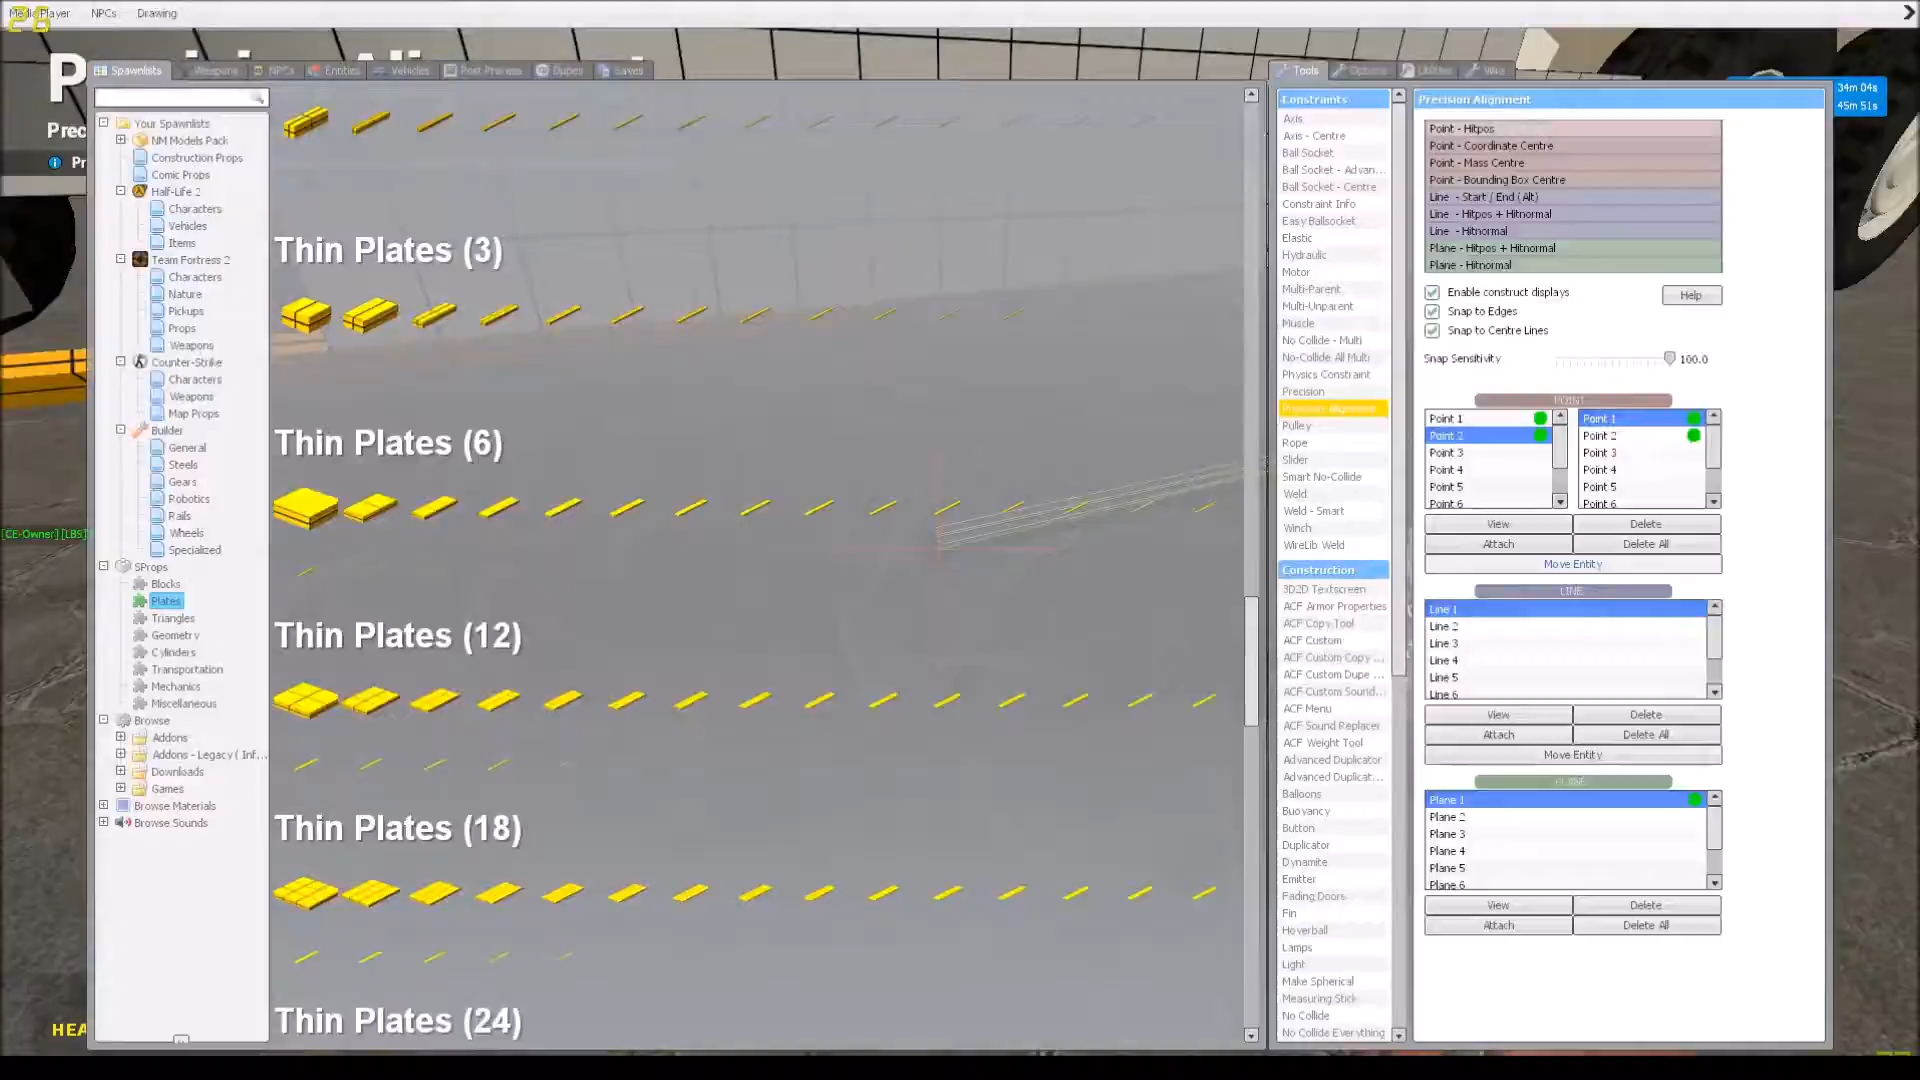 Media Player NPCs Drawing
26
Spawnlists Weapons NPCs Entities Vehicles Post Process Dupes Saves
Your Spawnlists
NM Models Pack
Construction Props
Comic Props
Half-Life 2
Characters
Vehicles
Items
Team Fortress 2
Characters
Nature
Pickups
Props
Weapons
Counter-Strike
Characters
Weapons
Map Props
Builder
General
Steels
Gears
Robotics
Rails
Wheels
Specialized
SProps
Blocks
Plates
Triangles
Geometry
Cylinders
Transportation
Mechanics
Miscellaneous
Browse
Addons
Addons - Legacy ( Inf...
Downloads
Games
Browse Materials
Browse Sounds
Prec
Pr
[CE-Owner] [LBS]
HEA
Thin Plates (3)
Thin Plates (6)
Thin Plates (12)
Thin Plates (18)
Thin Plates (24)
Tools Options Utilities Wire
Constraints
Axis
Axis - Centre
Ball Socket
Ball Socket - Advan...
Ball Socket - Centre
Constraint Info
Easy Ballsocket
Elastic
Hydraulic
Motor
Multi-Parent
Multi-Unparent
Muscle
No Collide - Multi
No-Collide All Multi
Physics Constraint
Precision
Precision Alignment
Pulley
Rope
Slider
Smart No-Collide
Weld
Weld - Smart
Winch
WireLib Weld
Construction
3D2D Textscreen
ACF Armor Properties
ACF Copy Tool
ACF Custom
ACF Custom Copy ...
ACF Custom Dupe ...
ACF Custom Sound...
ACF Menu
ACF Sound Replacer
ACF Weight Tool
Advanced Duplicator
Advanced Duplicat...
Balloons
Buoyancy
Button
Duplicator
Dynamite
Emitter
Fading Doors
Fin
Hoverball
Lamps
Light
Make Spherical
Measuring Stick
No Collide
No Collide Everything
Precision Alignment
Point - Hitpos
Point - Coordinate Centre
Point - Mass Centre
Point - Bounding Box Centre
Line - Start / End ( Alt)
Line - Hitpos + Hitnormal
Line - Hitnormal
Plane - Hitpos + Hitnormal
Plane - Hitnormal
Enable construct displays
Help
Snap to Edges
Snap to Centre Lines
Snap Sensitivity 100.0
POINT
Point 1 Point 1
Point 2 Point 2
Point 3 Point 3
Point 4 Point 4
Point 5 Point 5
Point 6 Point 6
View Delete
Attach Delete All
Move Entity
LINE
Line 1
Line 2
Line 3
Line 4
Line 5
Line 6
View Delete
Attach Delete All
Move Entity
PLANE
Plane 1
Plane 2
Plane 3
Plane 4
Plane 5
Plane 6
View Delete
Attach Delete All
34m 04s
45m 51s